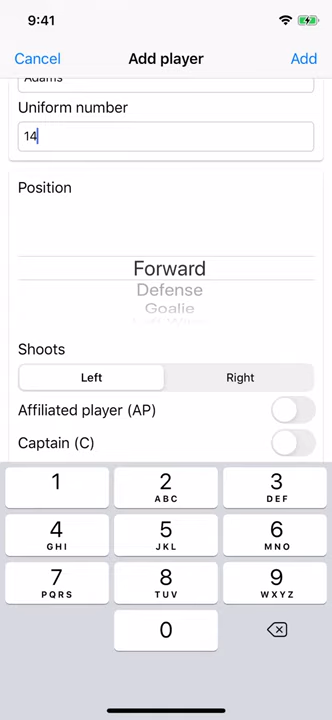 9:41
Cancel Add player Add
Adams
Uniform number
14
Position
Forward
Defense
Goalie
Shoots
Left Right
Affiliated player (AP)
Captain (C)
1 2 3
ABC DEF
4 5 6
GHI JKL MNO
7 8 9
PQRS TUV WXYZ
0